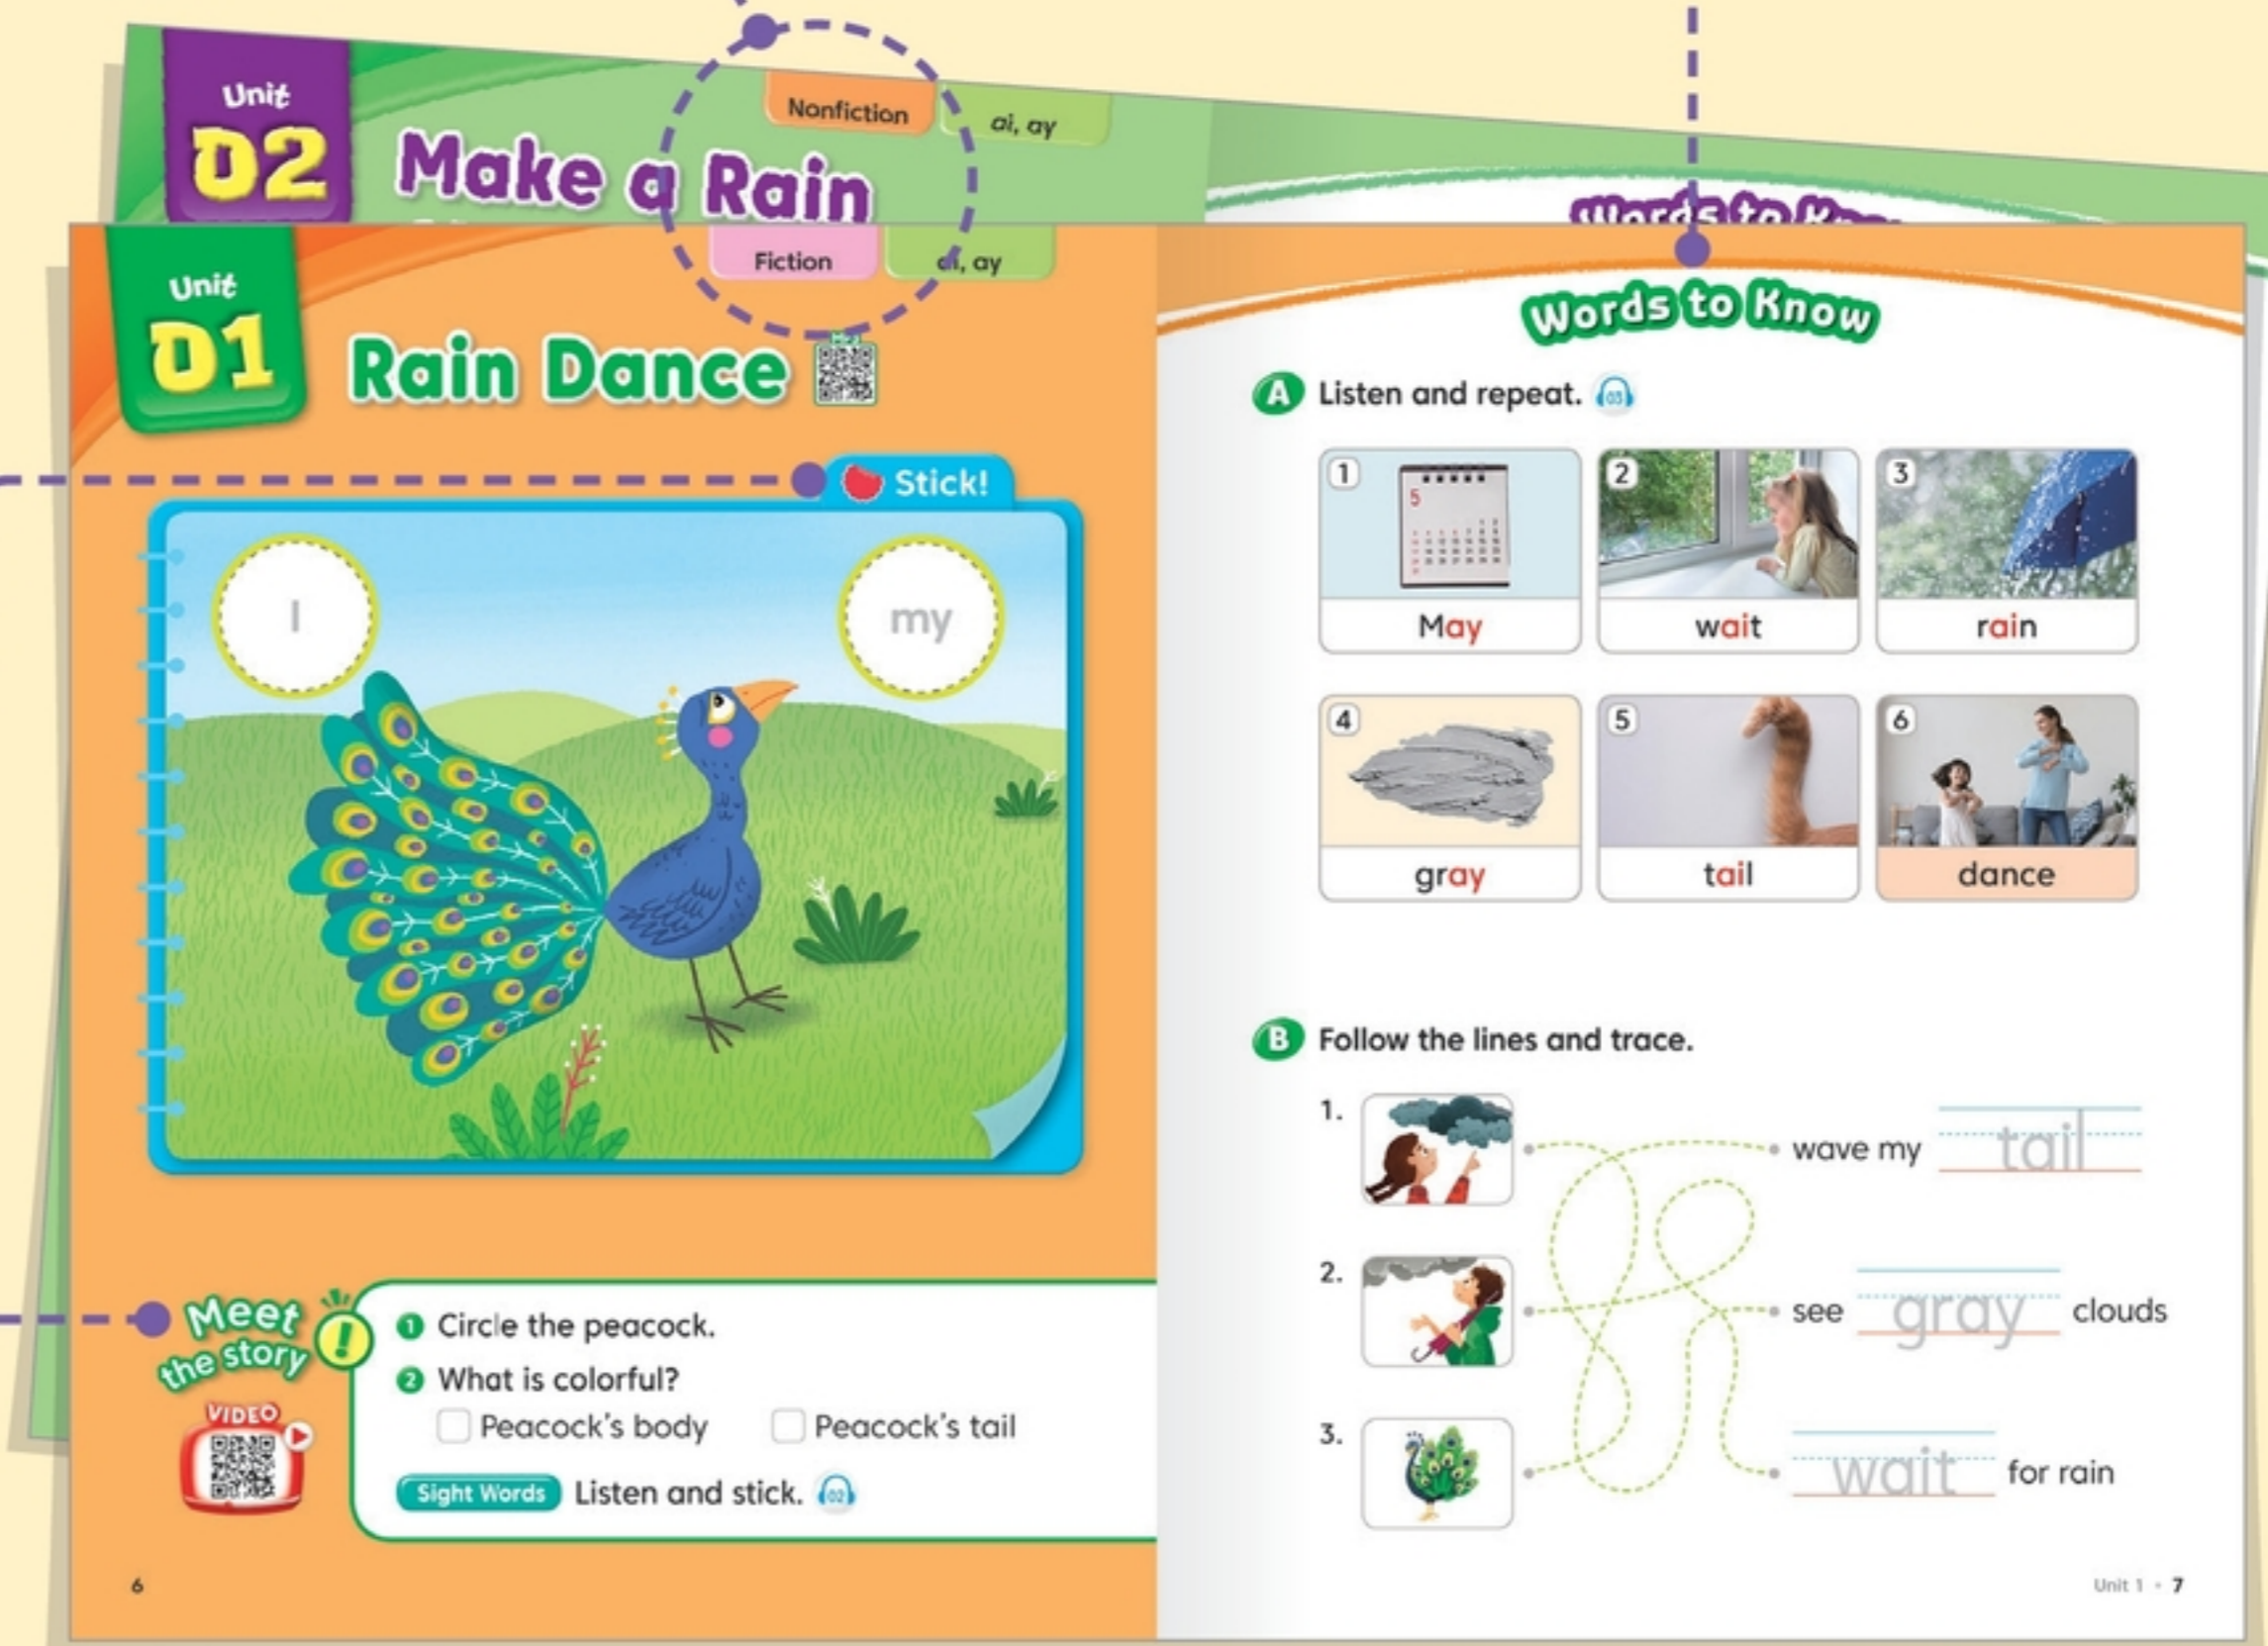 Unit
02
Nonfiction
ai, ay
Make a Rain
Words to
Unit
01
Fiction
ai, ay
Rain Dance
Stick!
I
my
Meet
the story
VIDEO
1 Circle the peacock.
2 What is colorful?
Peacock's body
Peacock's tail
Sight Words
Listen and stick.
02
6
Words to Know
A Listen and repeat.
03
1
5
May
2
wait
3
rain
4
gray
5
tail
6
dance
B Follow the lines and trace.
1.
wave my tail
2.
see gray clouds
3.
wait for rain
Unit 1 • 7